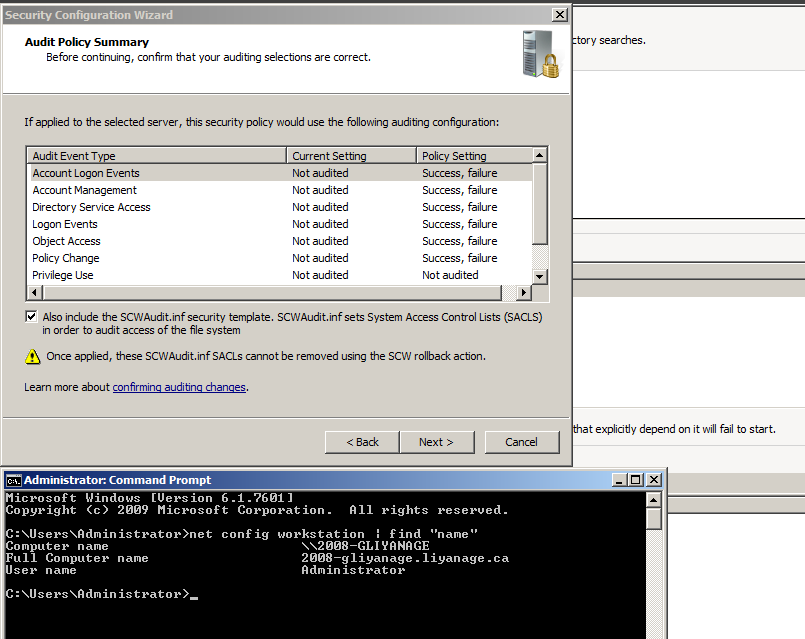 Security Configuration Wizard
Audit Policy Summary
Before continuing, confirm that your auditing selections are correct.
ctory searches.
If applied to the selected server, this security policy would use the following auditing configuration:
Audit Event Type Current Setting Policy Setting
Account Logon Events Not audited Success, failure
Account Management Not audited Success, failure
Directory Service Access Not audited Success, failure
Logon Events Not audited Success, failure
Object Access Not audited Success, failure
Policy Change Not audited Success, failure
Privilege Use Not audited Not audited
Also include the SCWAudit.inf security template. SCWAudit.inf sets System Access Control Lists (SACLS)
in order to audit access of the file system
Once applied, these SCWAudit.inf SACLs cannot be removed using the SCW rollback action.
Learn more about confirming auditing changes.
that explicitly depend on it will fail to start.
< Back Next > Cancel
Administrator: Command Prompt
Microsoft Windows [Version 6.1.7601]
Copyright (c) 2009 Microsoft Corporation. All rights reserved.
C:\Users\Administrator>net config workstation | find "name"
Computer name \\2008-GLIYANAGE
Full Computer name 2008-gliyanage.liyanage.ca
User name Administrator
C:\Users\Administrator>_